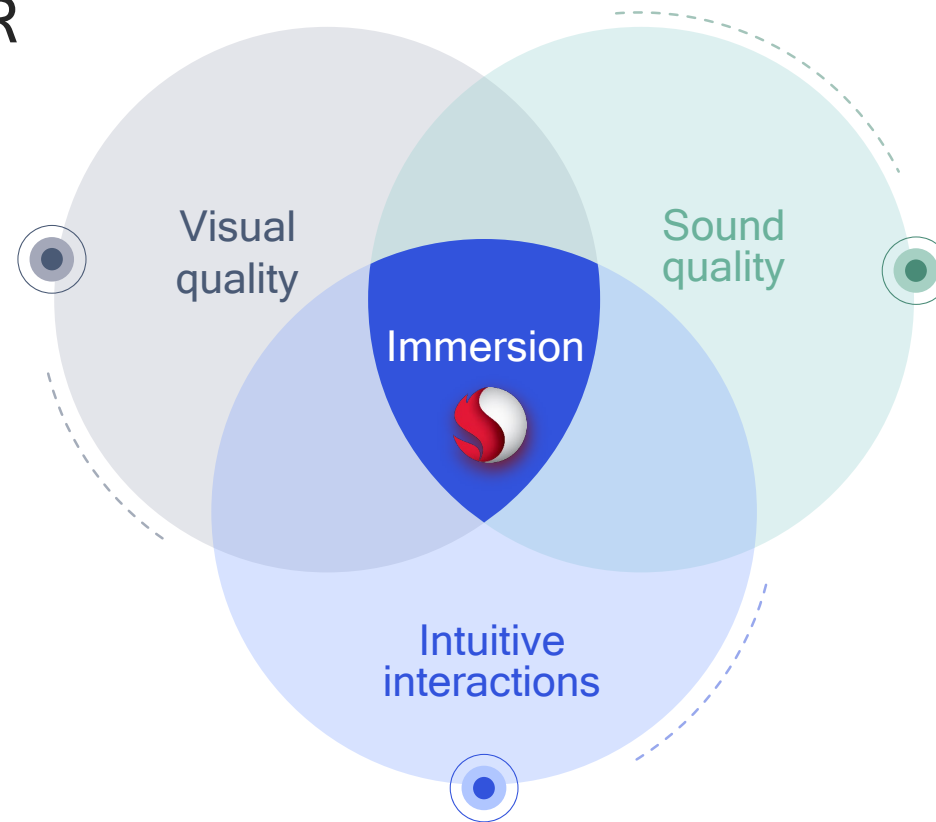 R
Visual
quality
Sound
quality
Immersion
Intuitive
interactions